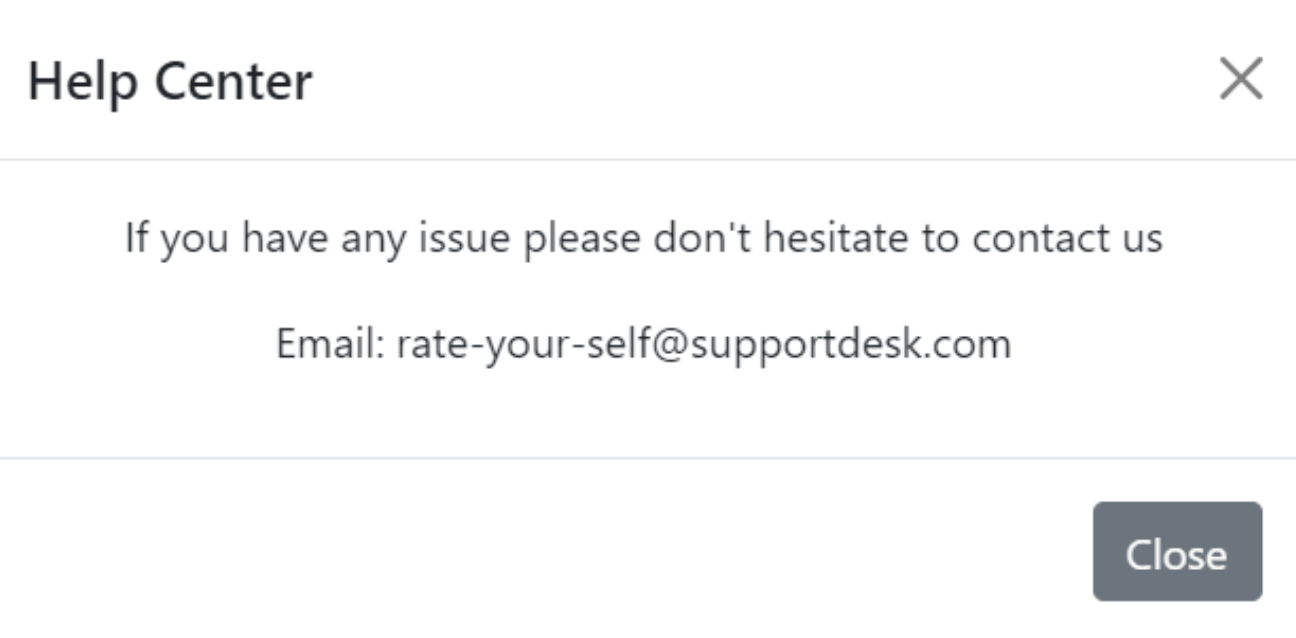 Help Center
If you have any issue please don't hesitate to contact us
Email: rate-your-self@supportdesk.com
Close